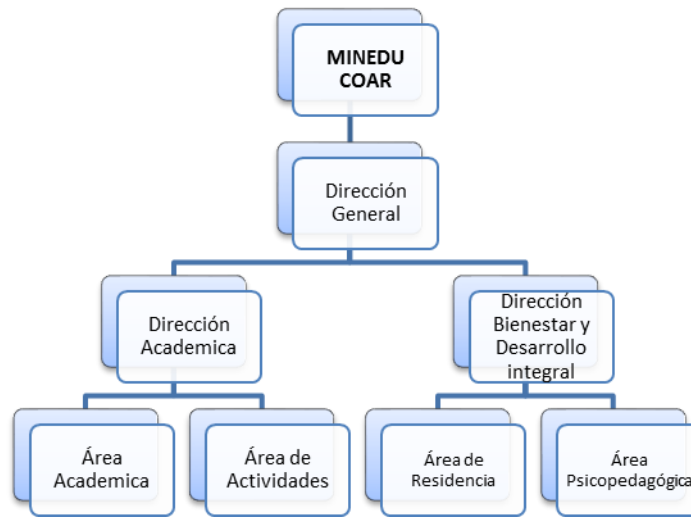 MINEDU
COAR
Dirección
General
Dirección
Academica
Dirección
Bienestar y
Desarrollo
integral
Área
Academica
Área de
Actividades
Área de
Residencia
Área
Psicopedagógica